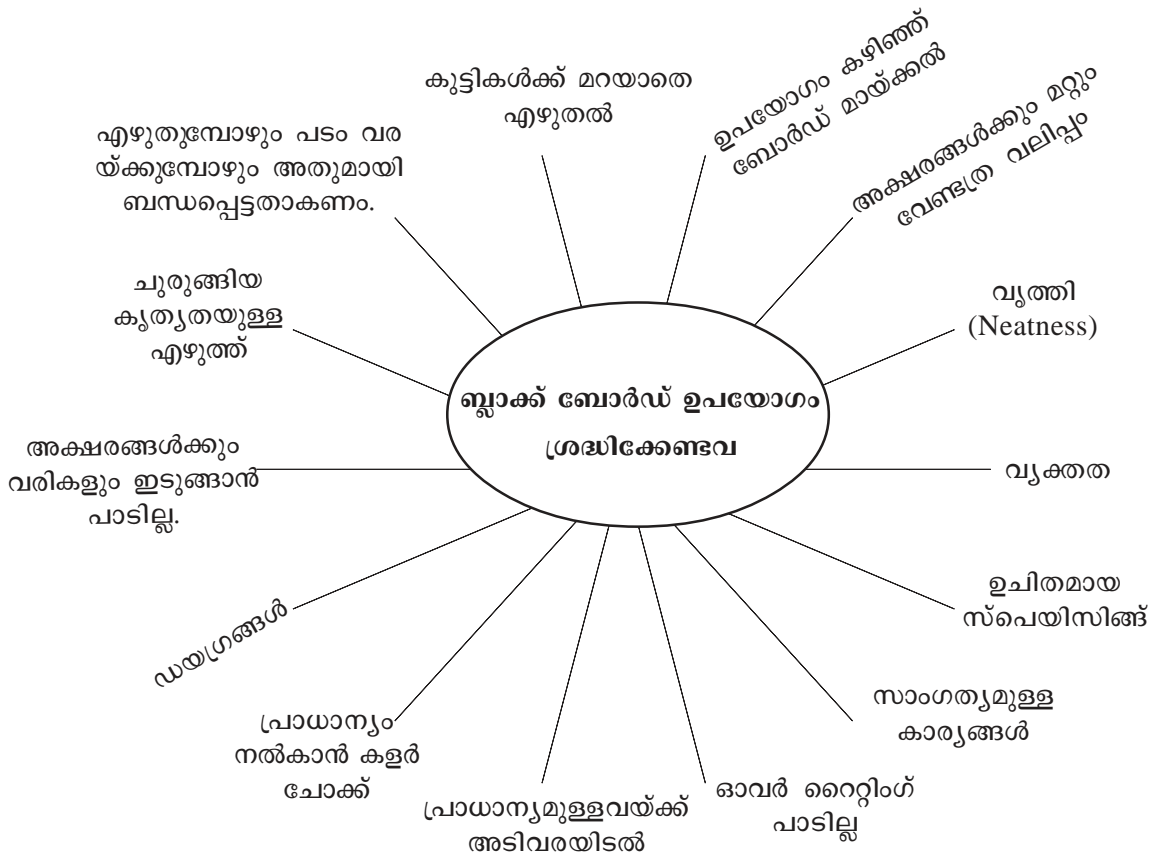 കുട്ടികൾക്ക് മറയാതെ
എഴുതൽ
ഉപയോഗം കഴിഞ്ഞ്
ബോർഡ് മായ്ക്കൽ
അക്ഷരങ്ങൾക്കും മറ്റും
വേണ്ടത്ര വലിപ്പം
എഴുതുമ്പോഴും പടം വര
യ്ക്കുമ്പോഴും അതുമായി
ബന്ധപ്പെട്ടതാകണം.
ചുരുങ്ങിയ
കൃത്യതയുള്ള
എഴുത്ത്
വൃത്തി
(Neatness)
ബ്ലാക്ക് ബോർഡ് ഉപയോഗം
ശ്രദ്ധിക്കേണ്ടവ
അക്ഷരങ്ങൾക്കും
വരികളും ഇടുങ്ങാൻ
പാടില്ല.
വ്യക്തത
ഉചിതമായ
സ്പെയിസിങ്ങ്
ഡയഗ്രങ്ങൾ
പ്രാധാന്യം
നൽകാൻ കളർ
ചോക്ക്
പ്രാധാന്യമുള്ളവയ്ക്ക്
അടിവരയിടൽ
ഓവർ റൈറ്റിംഗ്
പാടില്ല
സാംഗത്യമുള്ള
കാര്യങ്ങൾ